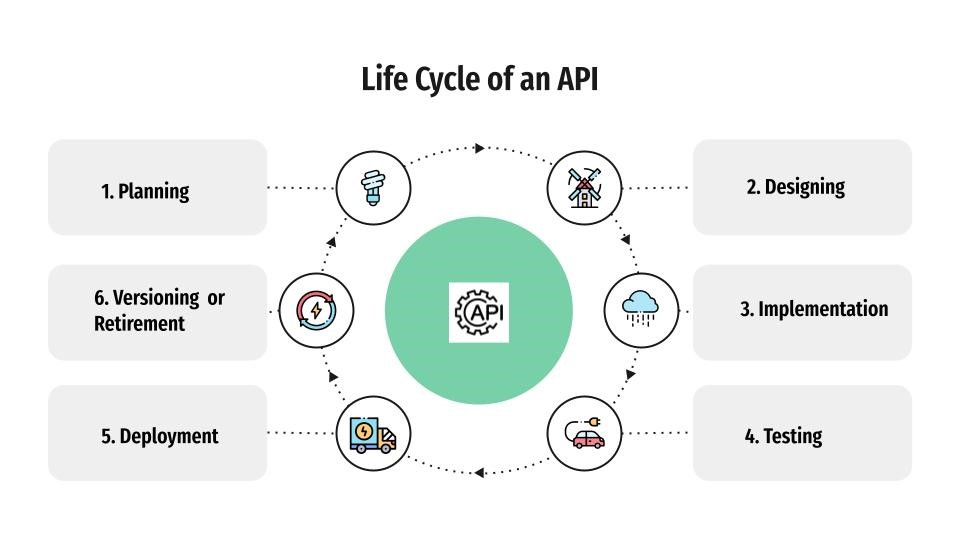 Life Cycle of an API
1. Planning
2. Designing
6. Versioning or
Retirement
3. Implementation
API
5. Deployment
4. Testing